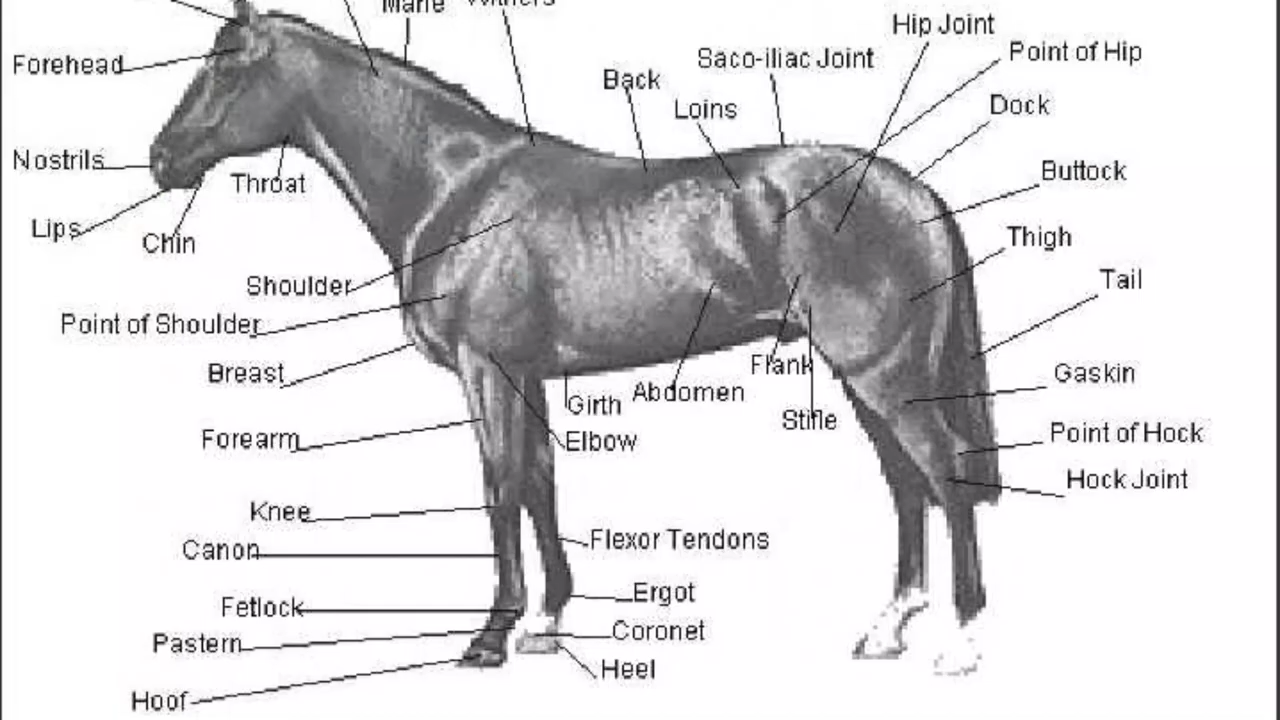 Mane
Withers
Hip Joint
Forehead
Saco-iliac Joint
Point of Hip
Back
Loins
Dock
Nostrils
Throat
Buttock
Lips
Chin
Thigh
Shoulder
Tail
Point of Shoulder
Breast
Flank
Gaskin
Abdomen
Girth
Stifle
Forearm
Elbow
Point of Hock
Hock Joint
Knee
Canon
Flexor Tendons
Fetlock
Ergot
Pastern
Coronet
Heel
Hoof